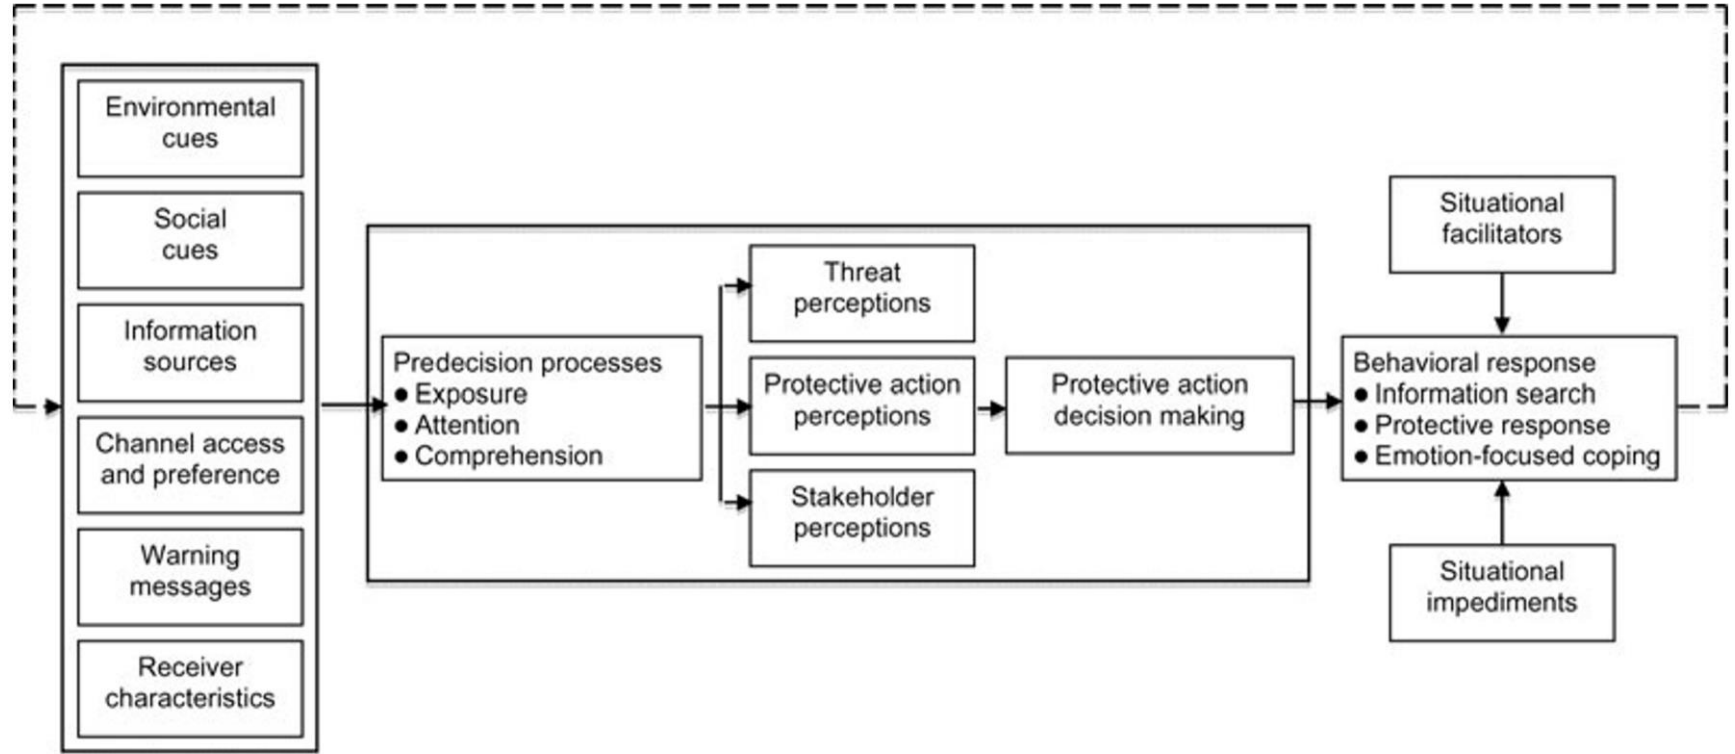 Environmental
cues
Social
cues
Information
sources
Channel access
and preference
Warning
messages
Receiver
characteristics
Predecision processes
● Exposure
● Attention
● Comprehension
Threat
perceptions
Protective action
perceptions
Stakeholder
perceptions
Protective action
decision making
Situational
facilitators
Behavioral response
● Information search
● Protective response
● Emotion-focused coping
Situational
impediments